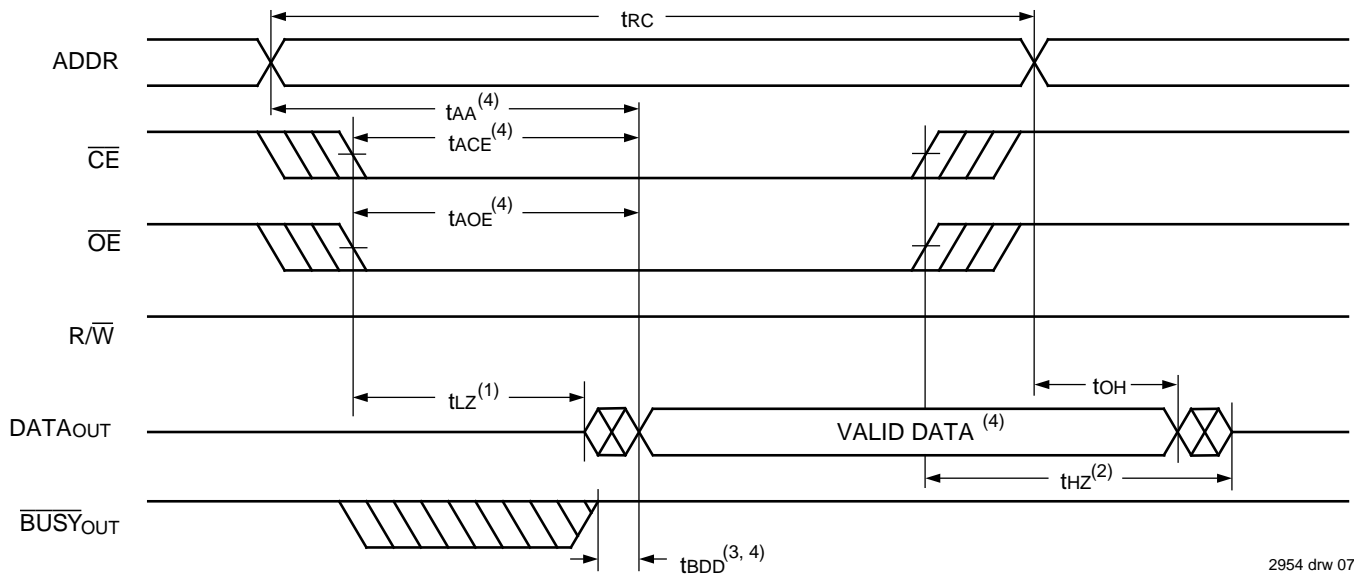 tRC
ADDR
tAA(4)
CE
tACE(4)
OE
tAOE(4)
R/W
tLZ(1)
tOH
DATAOUT
VALID DATA (4)
tHZ(2)
BUSYOUT
tBDD(3, 4)
2954 drw 07